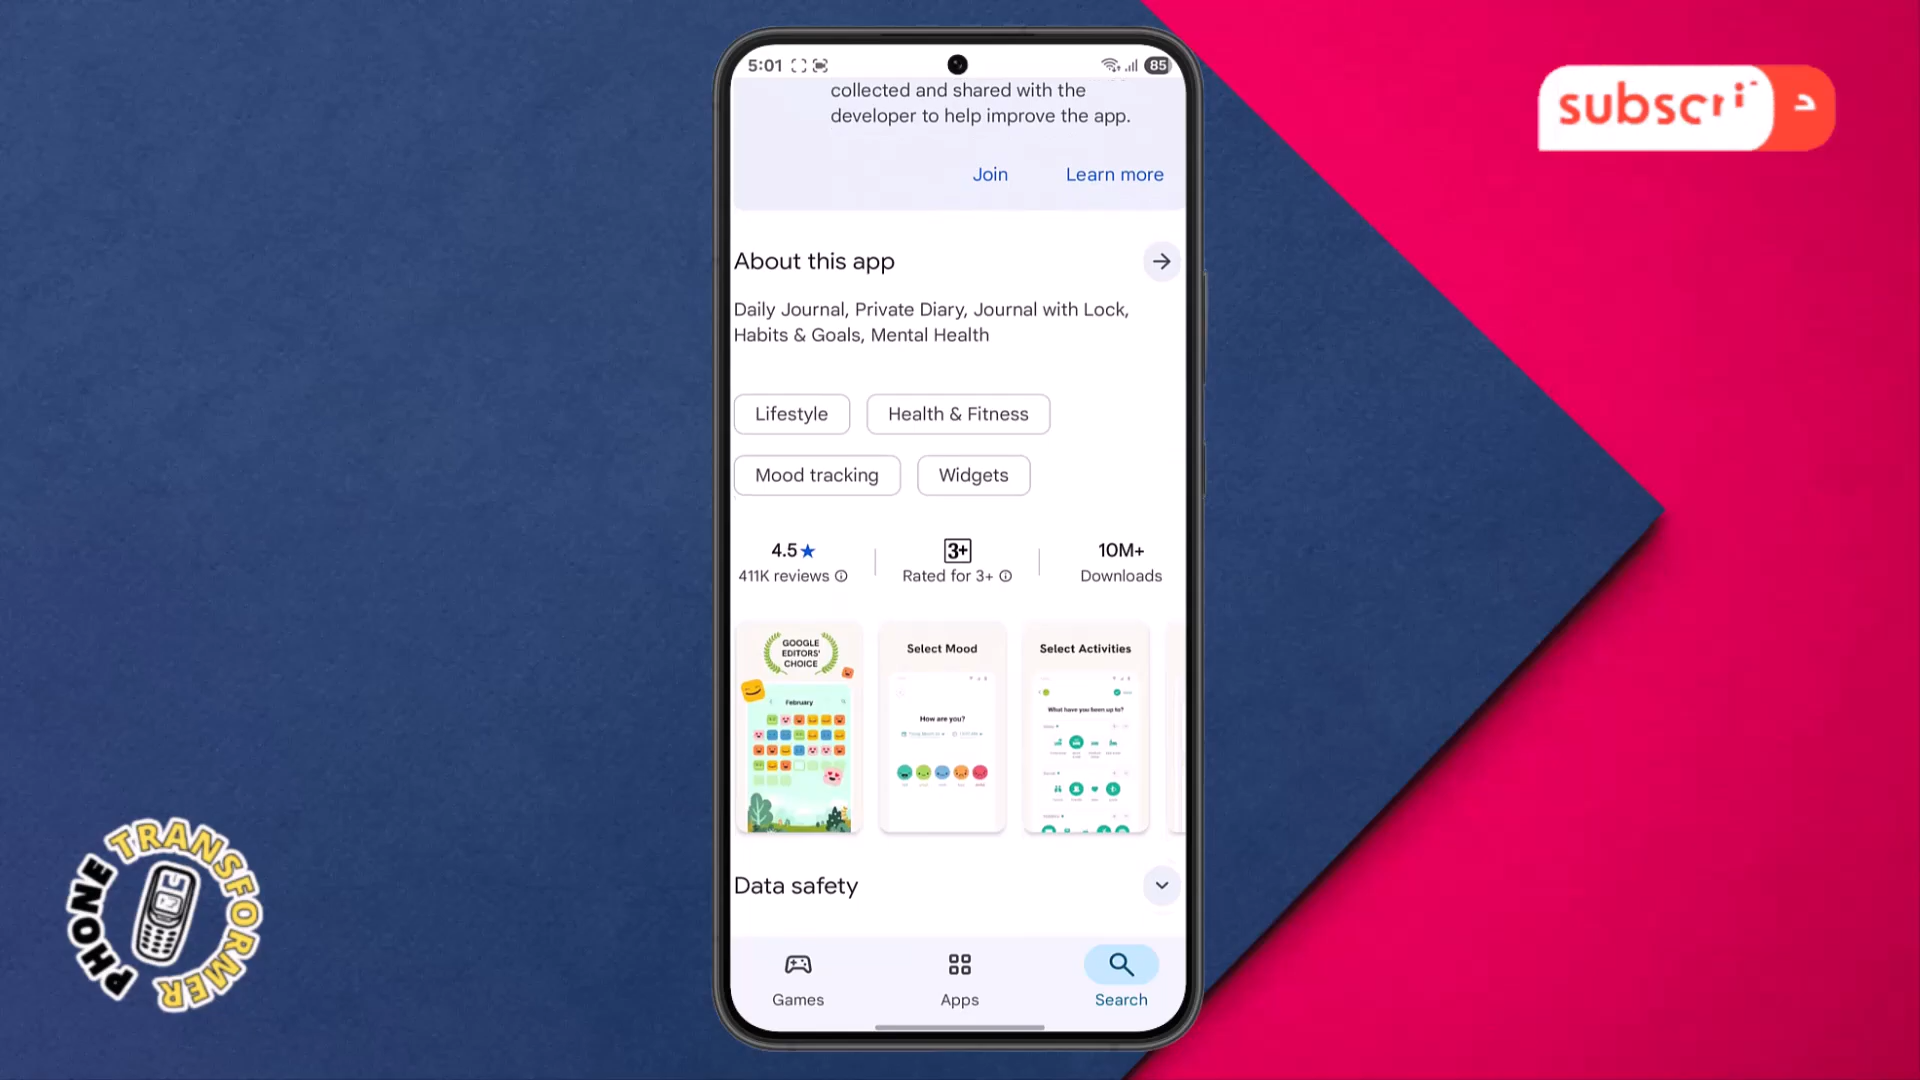 subscri
5:01
85
collected and shared with the
developer to help improve the app.
Join Learn more
About this app
Daily Journal, Private Diary, Journal with Lock,
Habits & Goals, Mental Health
Lifestyle Health & Fitness
Mood tracking Widgets
4.5★ 3+ 10M+
411K reviews Rated for 3+ Downloads
GOOGLE
EDITORS'
CHOICE
February
Select Mood
How are you?
Select Activities
What have you been up to?
Data safety
Games Apps Search
PHONE TRANSFORMER